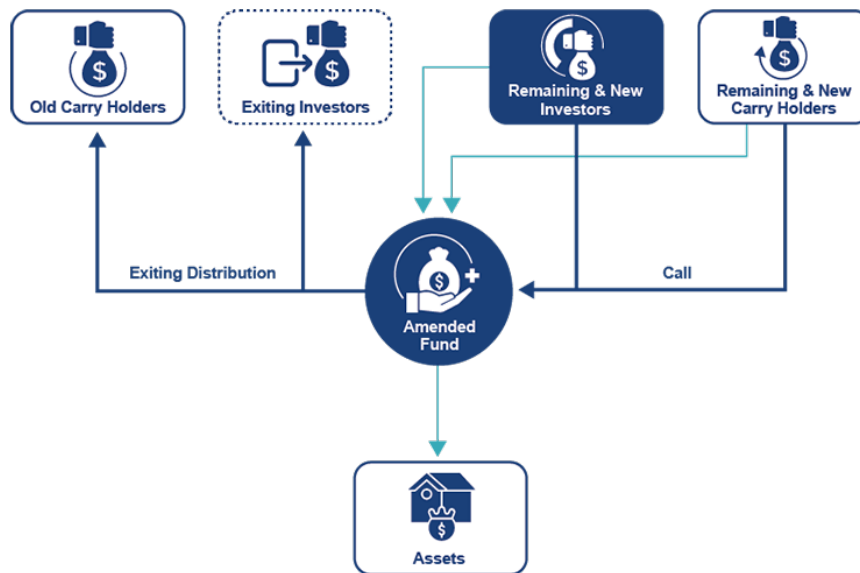 Old Carry Holders
Exiting Investors
Remaining & New
Investors
Remaining & New
Carry Holders
Exiting Distribution
Call
Amended
Fund
Assets
$
$
$
$
$
$